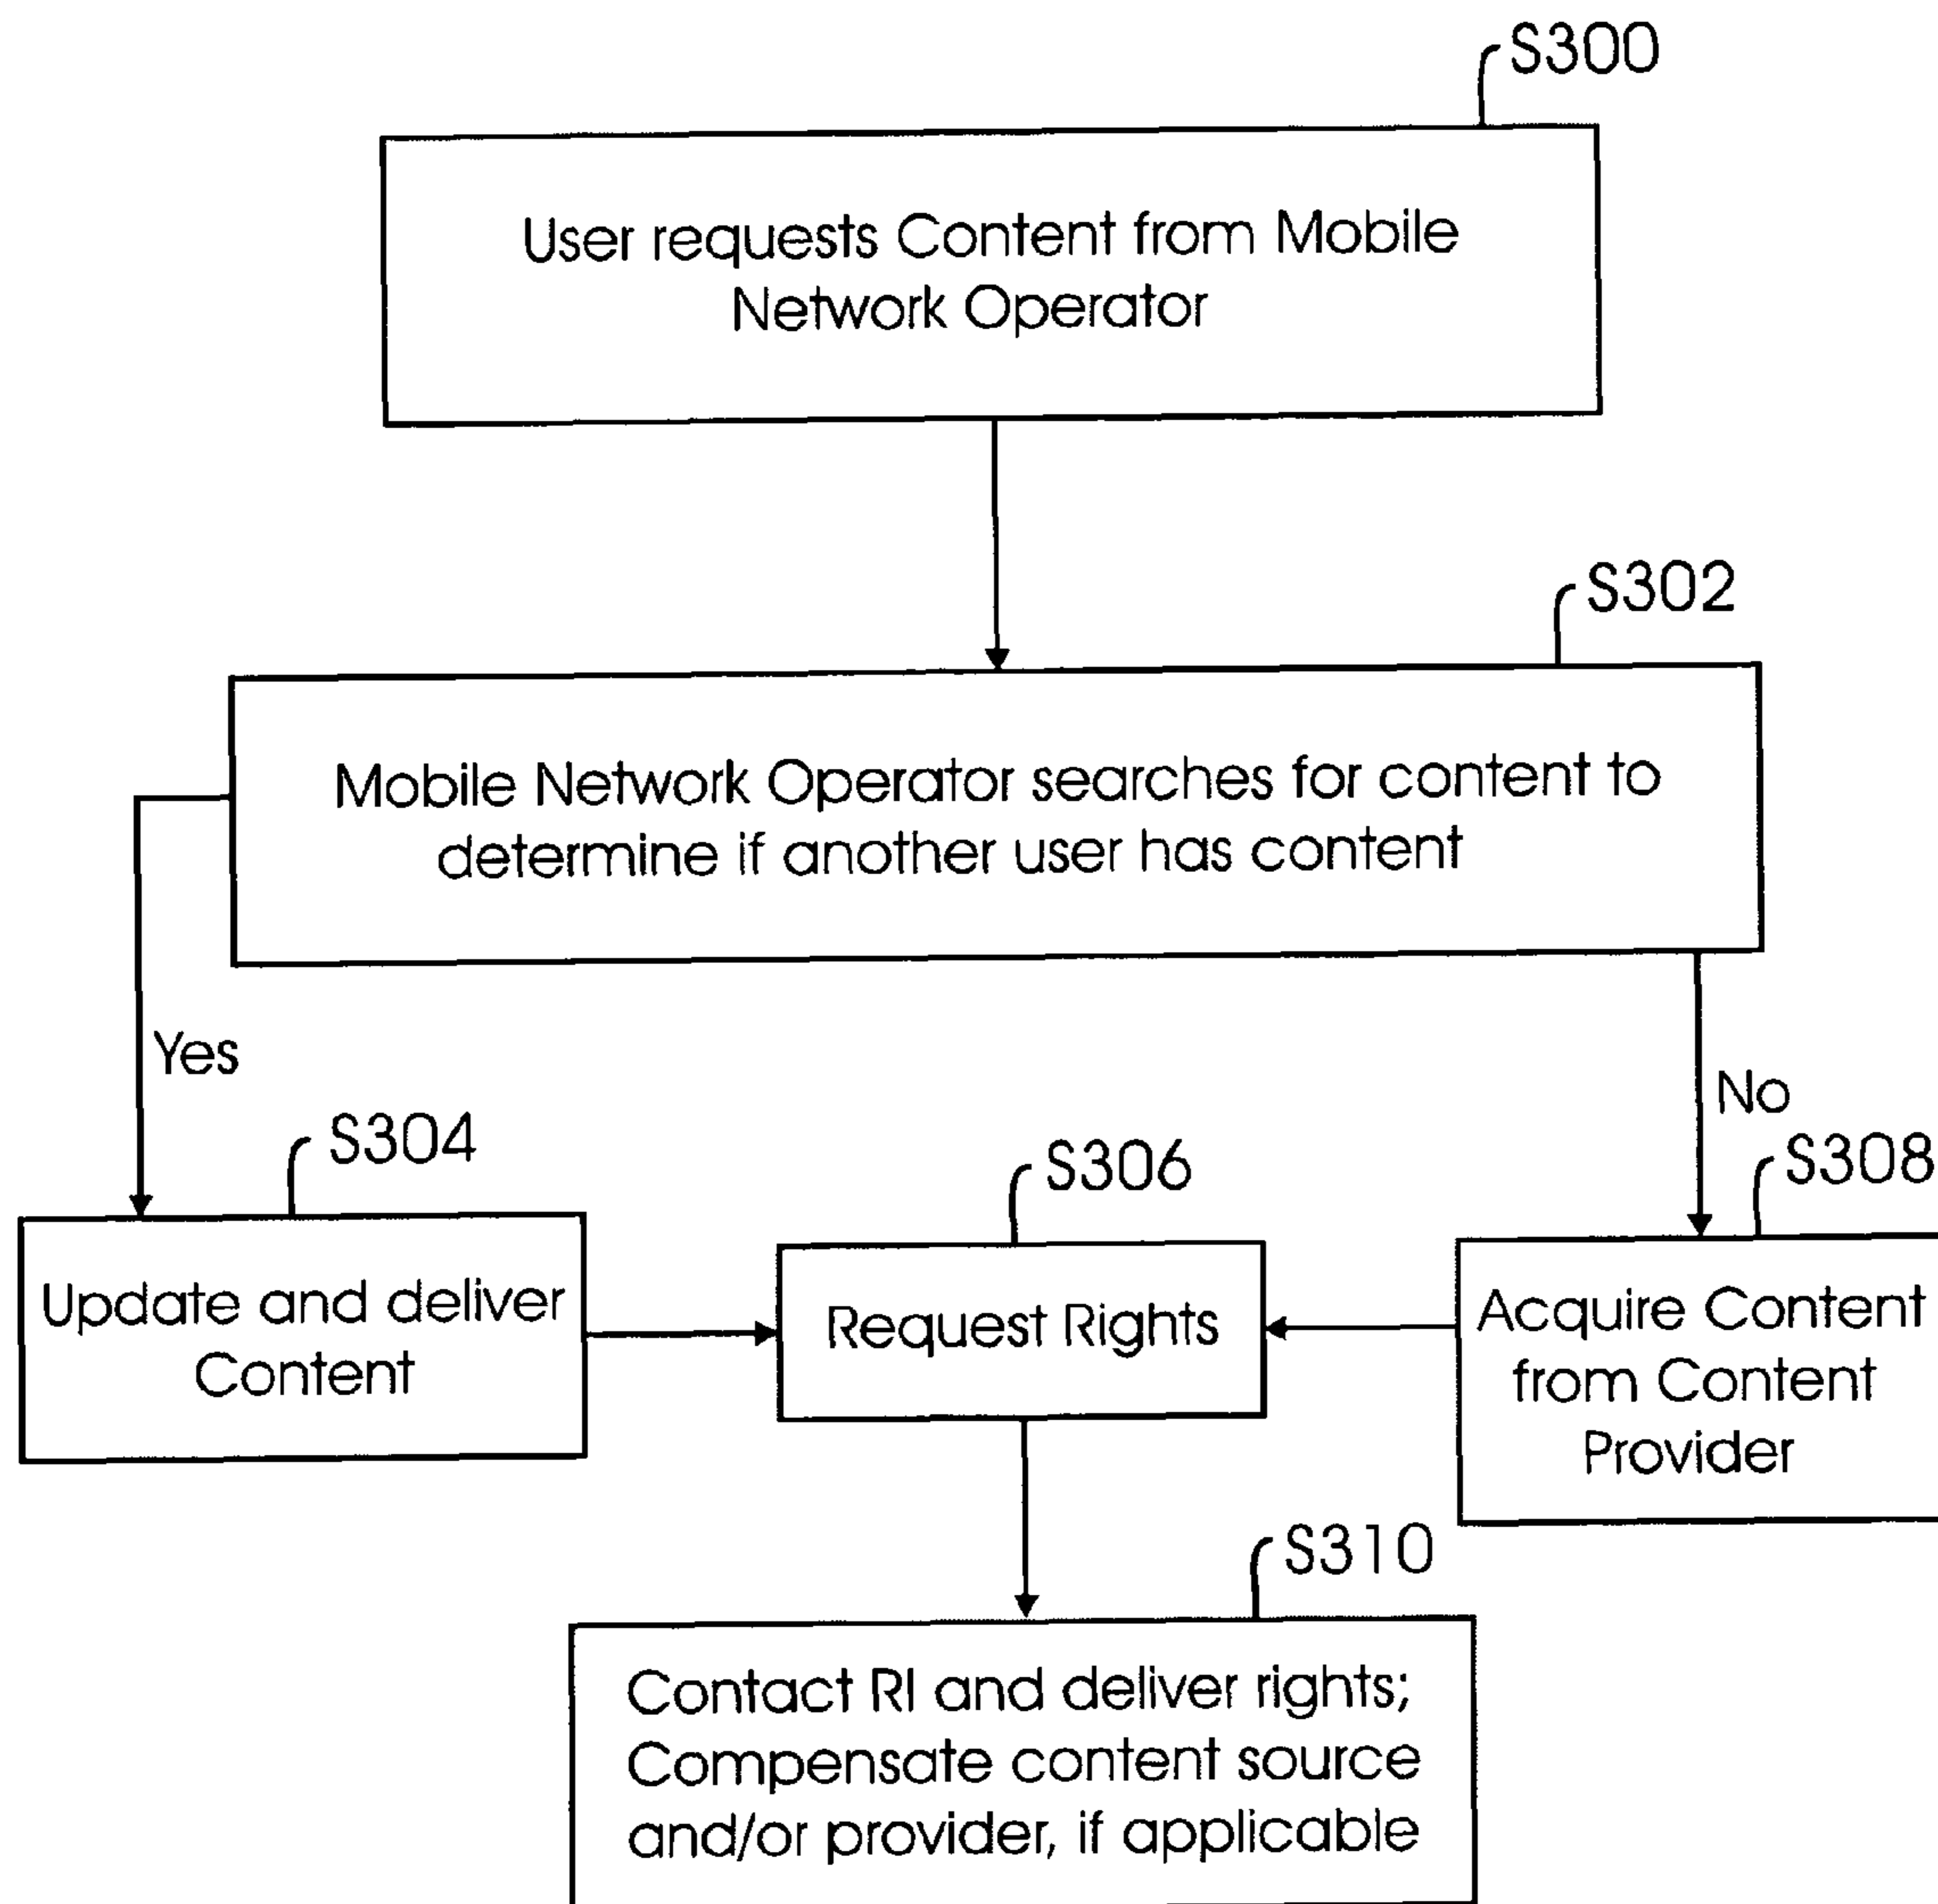 S300
User requests Content from Mobile
Network Operator
S302
Mobile Network Operator searches for content to
determine if another user has content
Yes
No
S304
S306
S308
Update and deliver
Content
Request Rights
Acquire Content
from Content
Provider
S310
Contact RI and deliver rights;
Compensate content source
and/or provider, if applicable